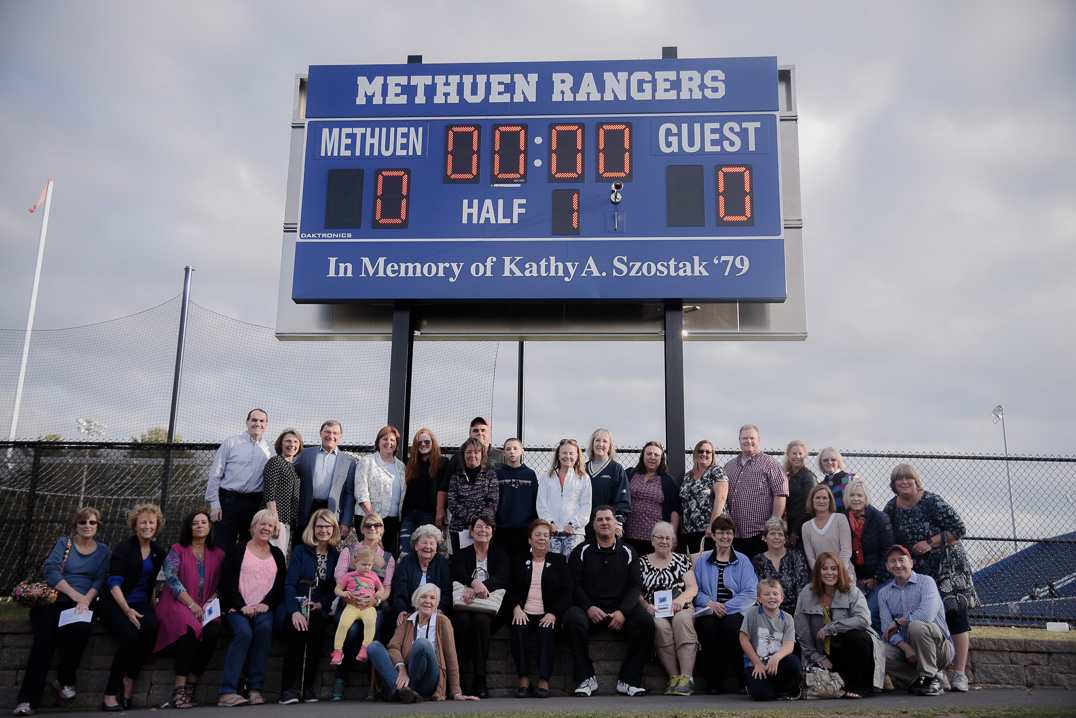 METHUEN RANGERS
METHUEN 00:00 GUEST
0 HALF 1 0
DAKTRONICS
In Memory of Kathy A. Szostak '79